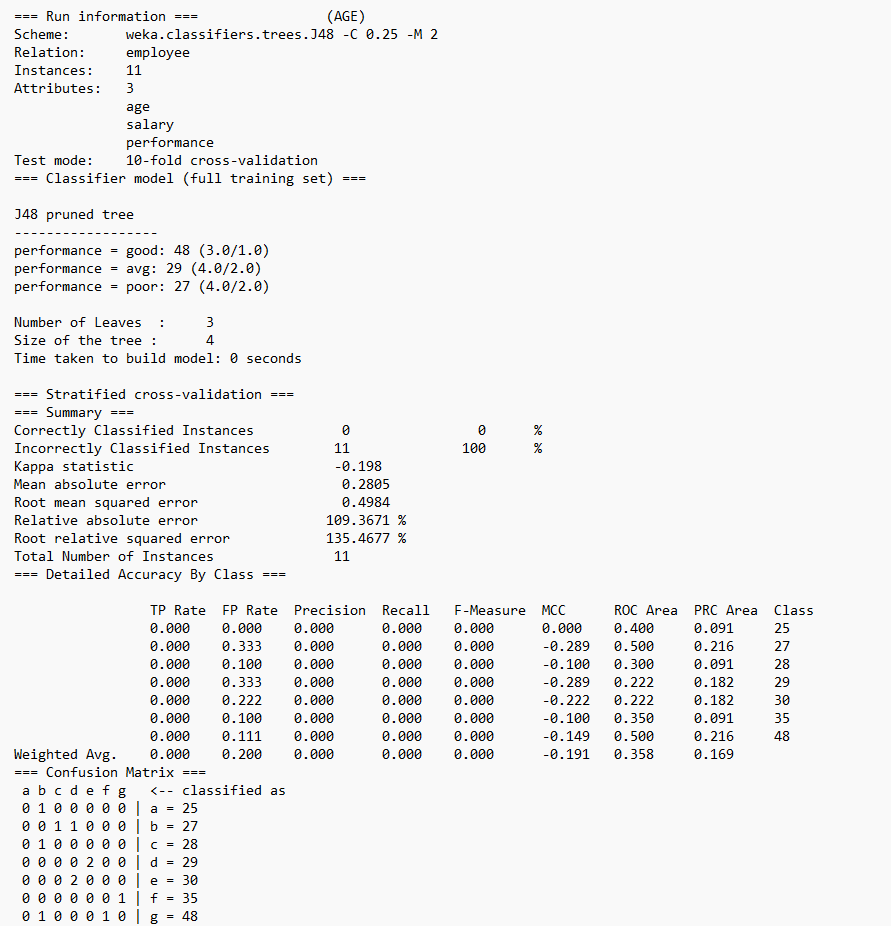 === Run information === (AGE)
Scheme: weka.classifiers.trees.J48 -C 0.25 -M 2
Relation: employee
Instances: 11
Attributes: 3
age
salary
performance
Test mode: 10-fold cross-validation
=== Classifier model (full training set) ===
J48 pruned tree
------------------
performance = good: 48 (3.0/1.0)
performance = avg: 29 (4.0/2.0)
performance = poor: 27 (4.0/2.0)
Number of Leaves : 3
Size of the tree : 4
Time taken to build model: 0 seconds
=== Stratified cross-validation ===
=== Summary ===
Correctly Classified Instances 0 0 %
Incorrectly Classified Instances 11 100 %
Kappa statistic -0.198
Mean absolute error 0.2805
Root mean squared error 0.4984
Relative absolute error 109.3671 %
Root relative squared error 135.4677 %
Total Number of Instances 11
=== Detailed Accuracy By Class ===
TP Rate FP Rate Precision Recall F-Measure MCC ROC Area PRC Area Class
0.000 0.000 0.000 0.000 0.000 0.000 0.400 0.091 25
0.000 0.333 0.000 0.000 0.000 -0.289 0.500 0.216 27
0.000 0.100 0.000 0.000 0.000 -0.100 0.300 0.091 28
0.000 0.333 0.000 0.000 0.000 -0.289 0.222 0.182 29
0.000 0.222 0.000 0.000 0.000 -0.222 0.222 0.182 30
0.000 0.100 0.000 0.000 0.000 -0.100 0.350 0.091 35
0.000 0.111 0.000 0.000 0.000 -0.149 0.500 0.216 48
Weighted Avg. 0.000 0.200 0.000 0.000 0.000 -0.191 0.358 0.169
=== Confusion Matrix ===
a b c d e f g <-- classified as
0 1 0 0 0 0 0 | a = 25
0 0 1 1 0 0 0 | b = 27
0 1 0 0 0 0 0 | c = 28
0 0 0 0 2 0 0 | d = 29
0 0 0 2 0 0 0 | e = 30
0 0 0 0 0 0 1 | f = 35
0 1 0 0 0 1 0 | g = 48